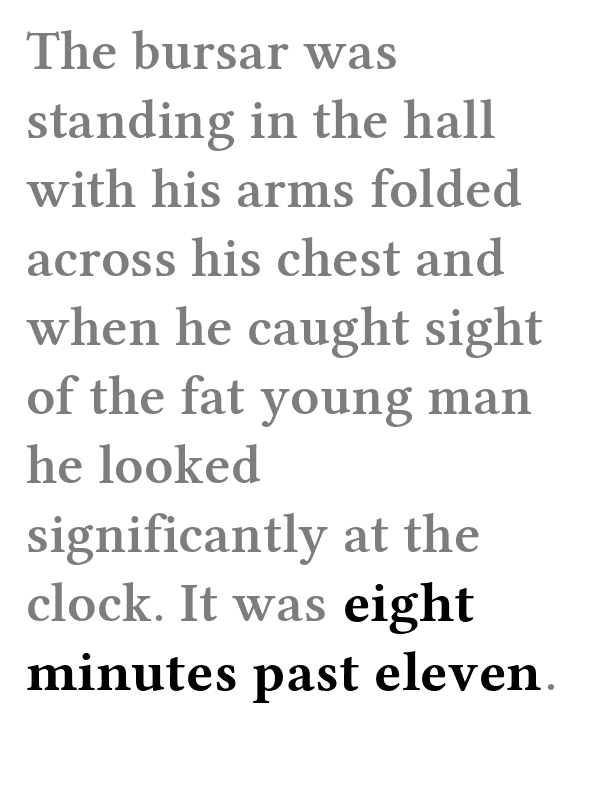 The bursar was
standing in the hall
with his arms folded
across his chest and
when he caught sight
of the fat young man
he looked
significantly at the
clock. It was eight
minutes past eleven.